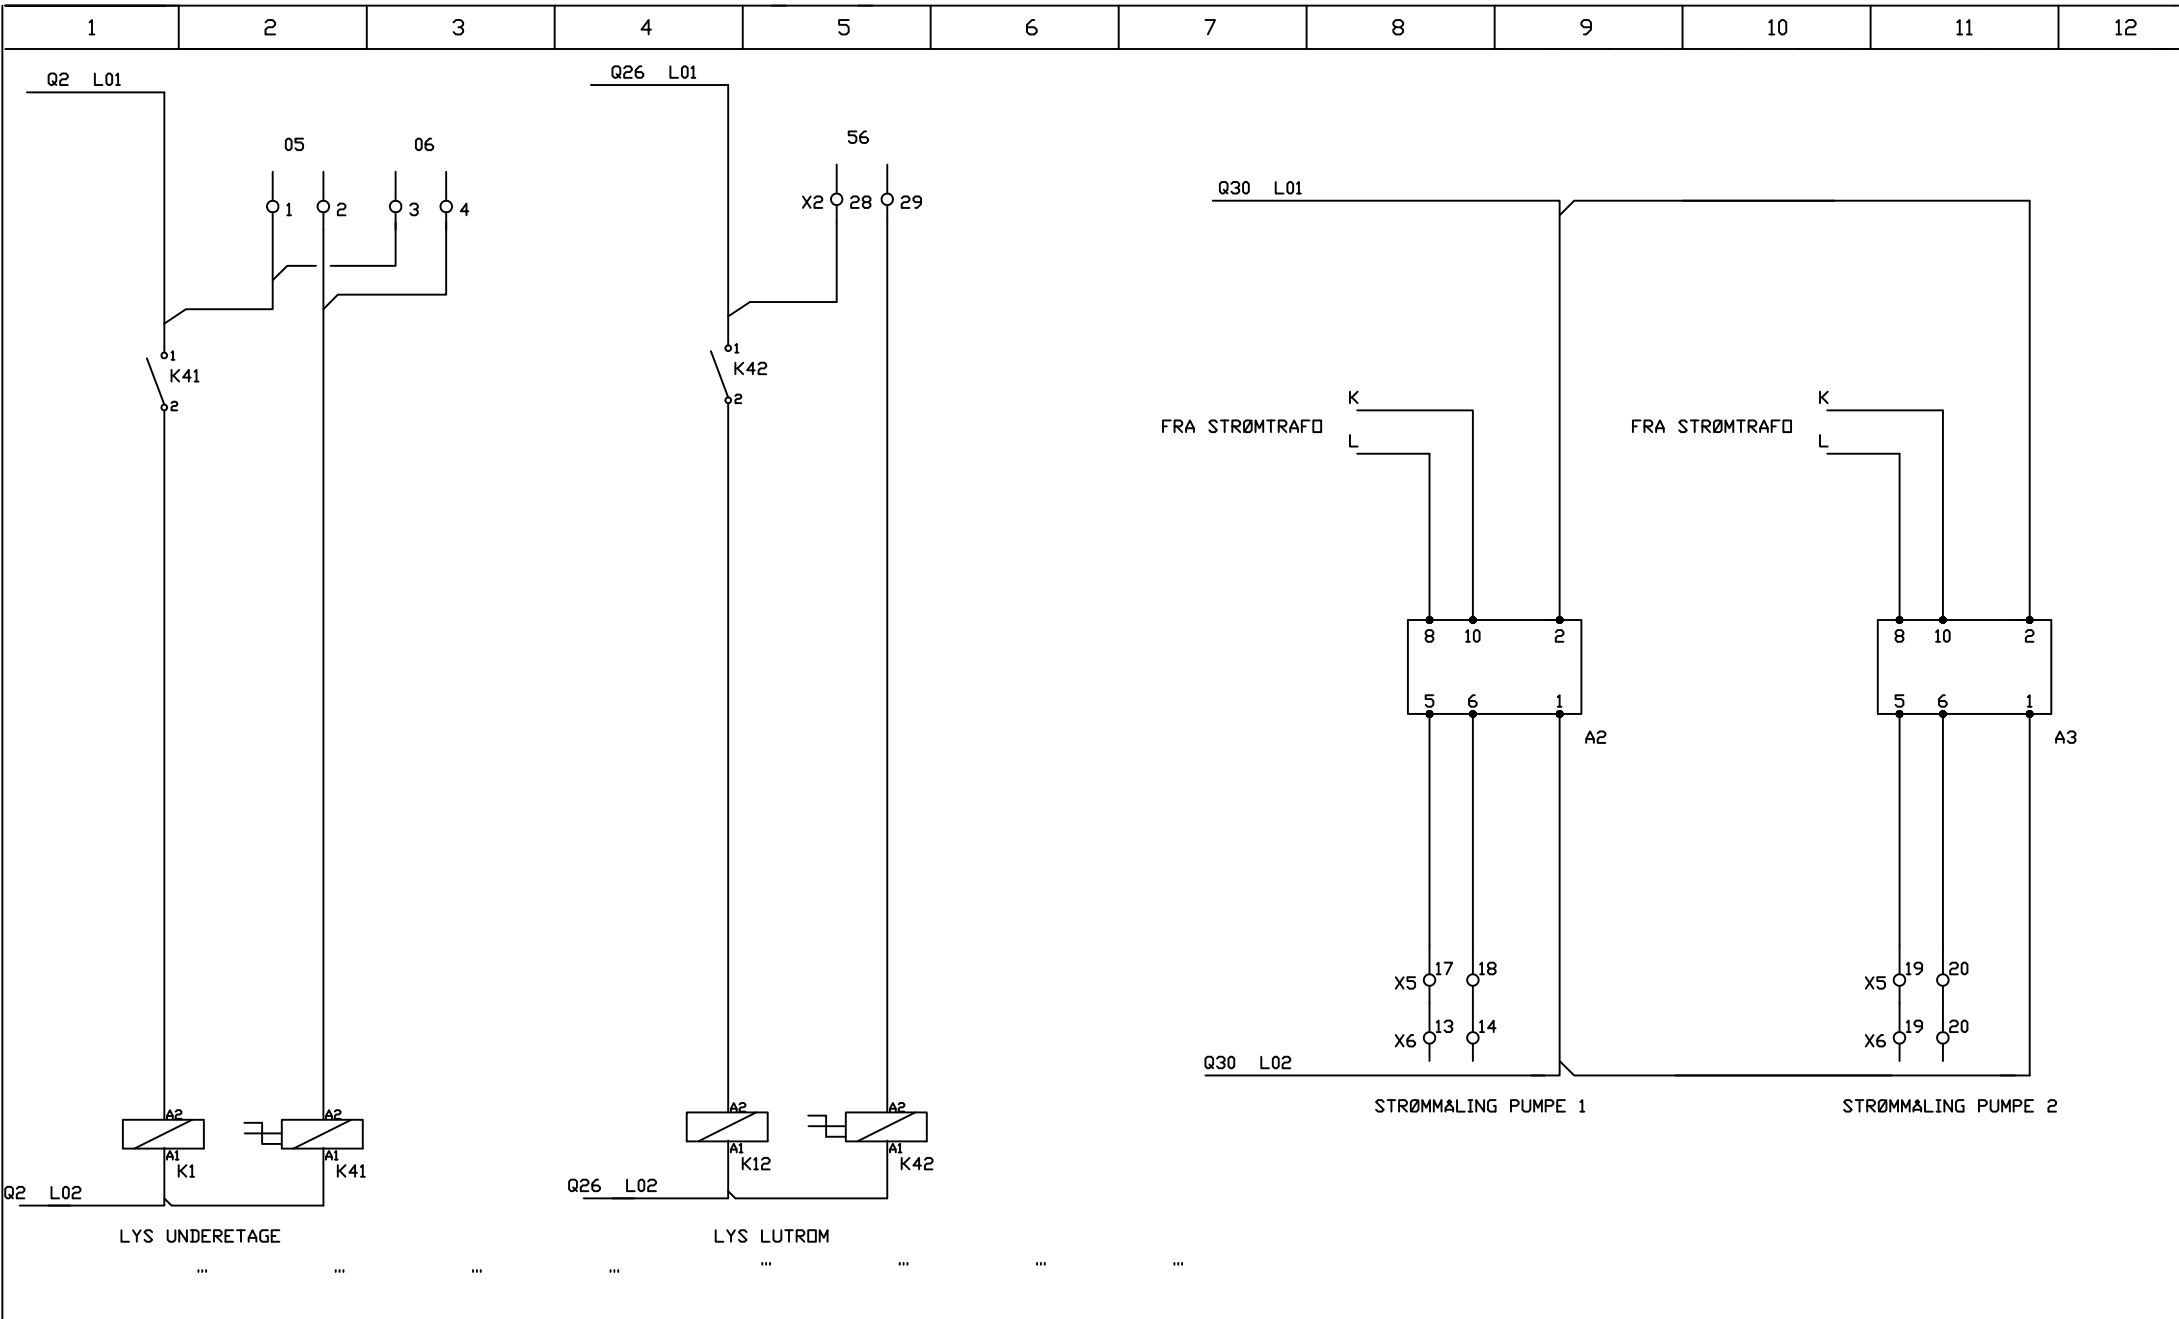 1 2 3 4 5 6 7 8 9 10 11 12
Q2 L01
Q26 L01
05 06
56
1 2 3 4
X2 28 29
Q30 L01
1
K41
2
1
K42
2
FRA STRØMTRAFO
K
L
FRA STRØMTRAFO
K
L
8 10 2
5 6 1
A2
8 10 2
5 6 1
A3
X5 17 18
X6 13 14
X5 19 20
X6 19 20
Q30 L02
STRØMMÅLING PUMPE 1
STRØMMÅLING PUMPE 2
A2
A1
K1
A2
A1
K41
A2
A1
K12
A2
A1
K42
Q2 L02
Q26 L02
LYS UNDERETAGE
LYS LUTROM
... ... ... ... ... ... ... ...